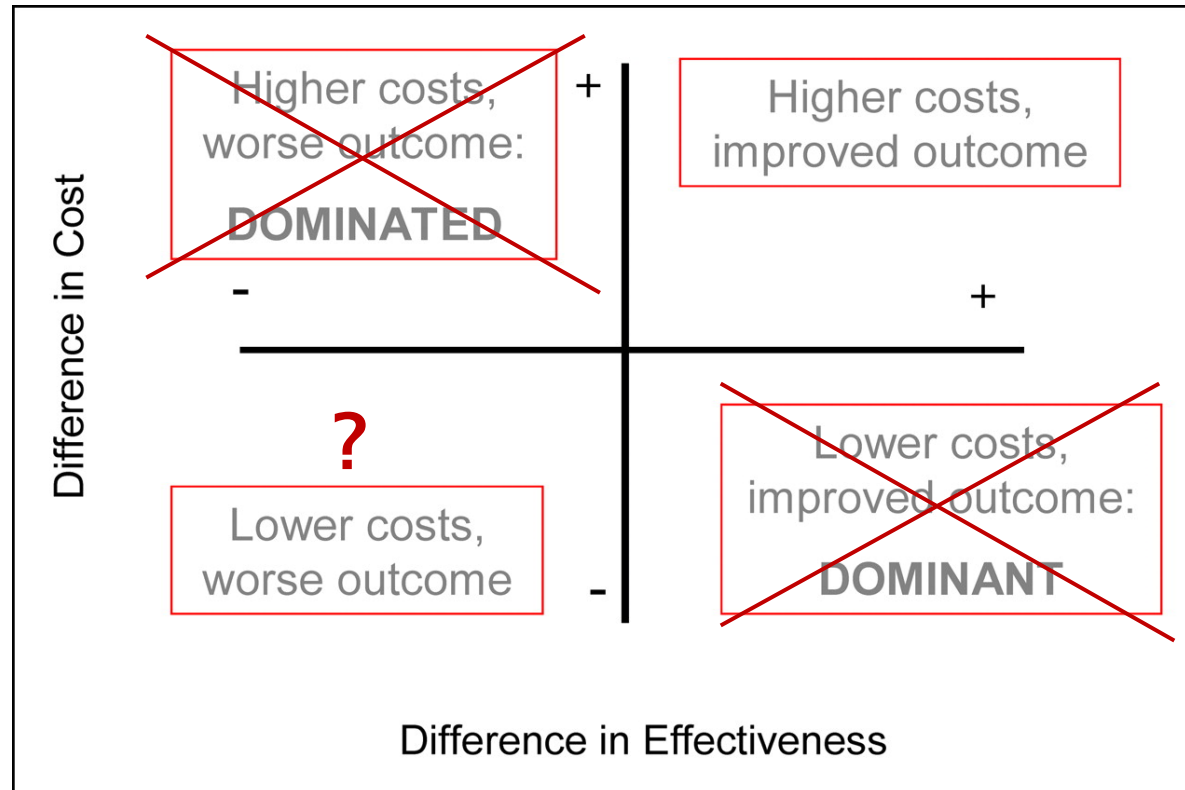 Higher costs,
worse outcome:
DOMINATED
+
Higher costs,
improved outcome
Difference in Cost
-
+
?
Lower costs,
worse outcome
-
Lower costs,
improved outcome:
DOMINANT
Difference in Effectiveness